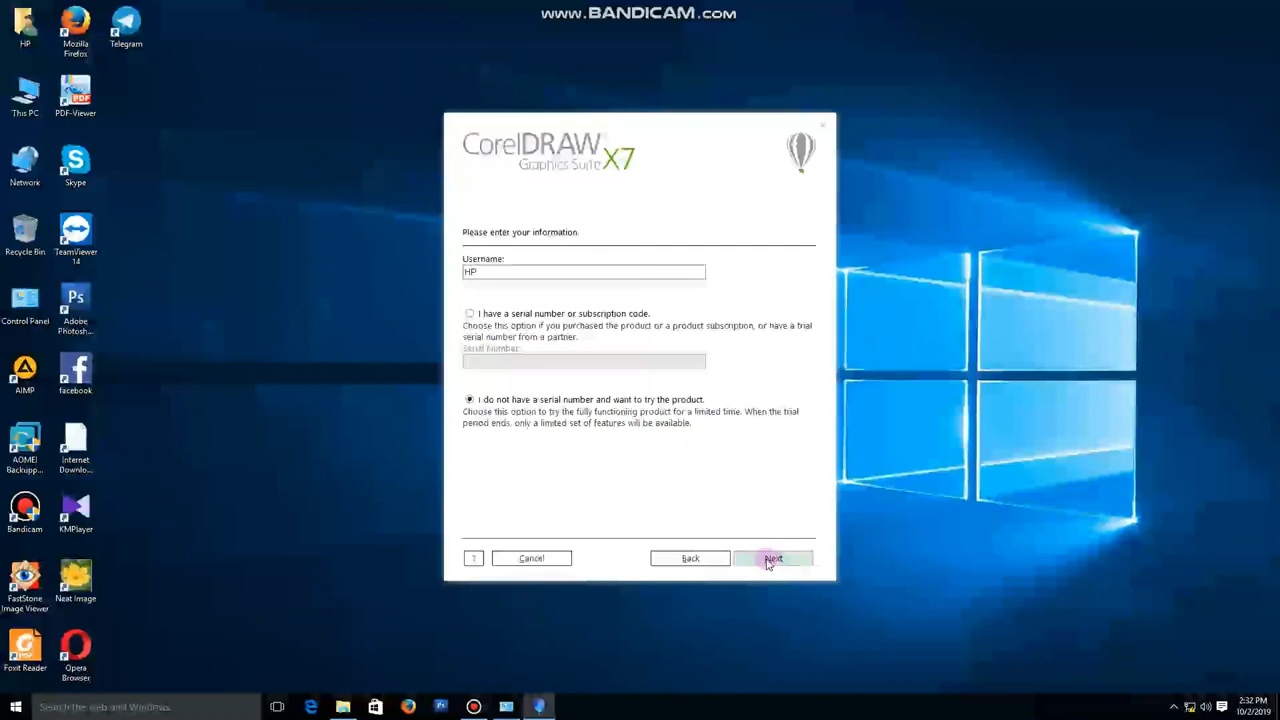 WWW.BANDICAM.COM
HP
Mozilla
Firefox
Telegram
This PC
PDF-Viewer
Network
Skype
Recycle Bin
TeamViewer
14
Control Panel
Adobe
Photosh...
AIMP
facebook
AOMEI
Backupp...
Internet
Downlo...
Bandicam
KMPlayer
FastStone
Image Viewer
Neat Image
Foxit Reader
Opera
Browser
CorelDRAW
Graphics Suite X7
Please enter your information.
Username:
HP
I have a serial number or subscription code.
Choose this option if you purchased the product or a product subscription, or have a trial
serial number from a partner.
Serial Number:
I do not have a serial number and want to try the product.
Choose this option to try the fully functioning product for a limited time. When the trial
period ends, only a limited set of features will be available.
?
Cancel
Back
Next
Search the web and Windows
2:32 PM
10/2/2019